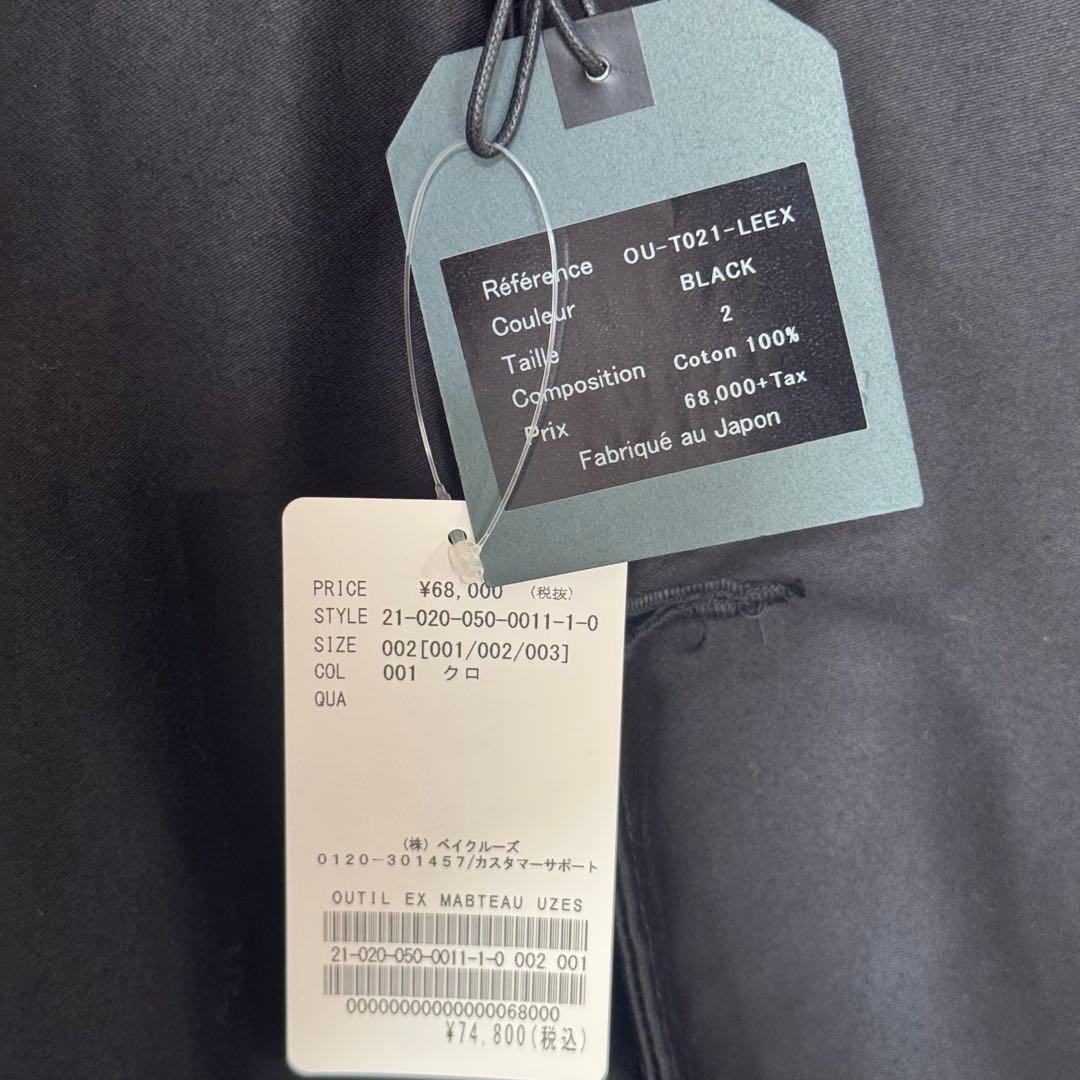 Référence OU-T021-LEEX
Couleur BLACK
Taille 2
Composition Coton 100%
Prix 68,000+Tax
Fabriqué au Japon
PRICE ¥68,000 (税抜)
STYLE 21-020-050-0011-1-0
SIZE 002[001/002/003]
COL 001 クロ
QUA
(株) ベイクルーズ
0120-301457/カスタマーサポート
OUTIL EX MABTEAU UZES
21-020-050-0011-1-0 002 001
00000000000000068000
¥74,800(税込)